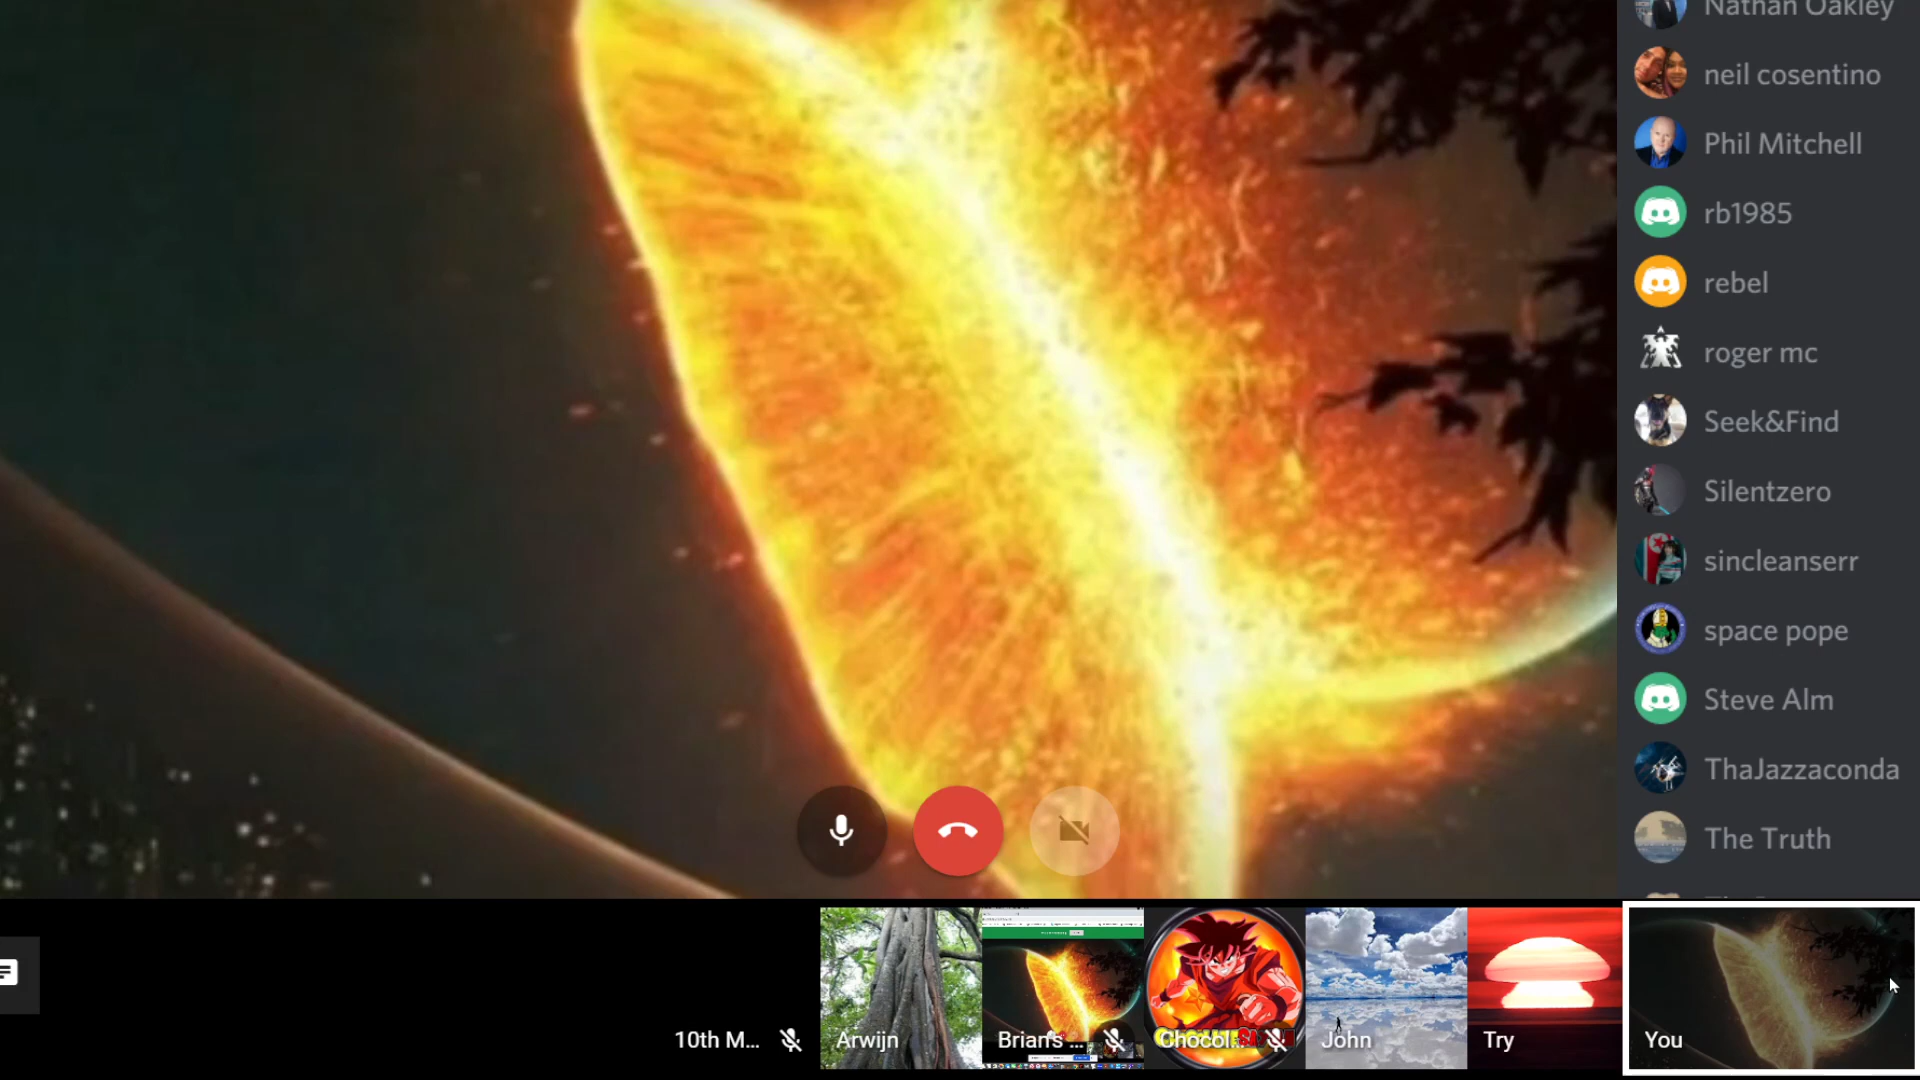 Nathan Oakley
neil cosentino
Phil Mitchell
rb1985
rebel
roger mc
Seek&Find
Silentzero
sincleanserr
space pope
Steve Alm
ThaJazzaconda
The Truth
10th M...
Arwijn
Brian's ...
Chocol...
John
Try
You